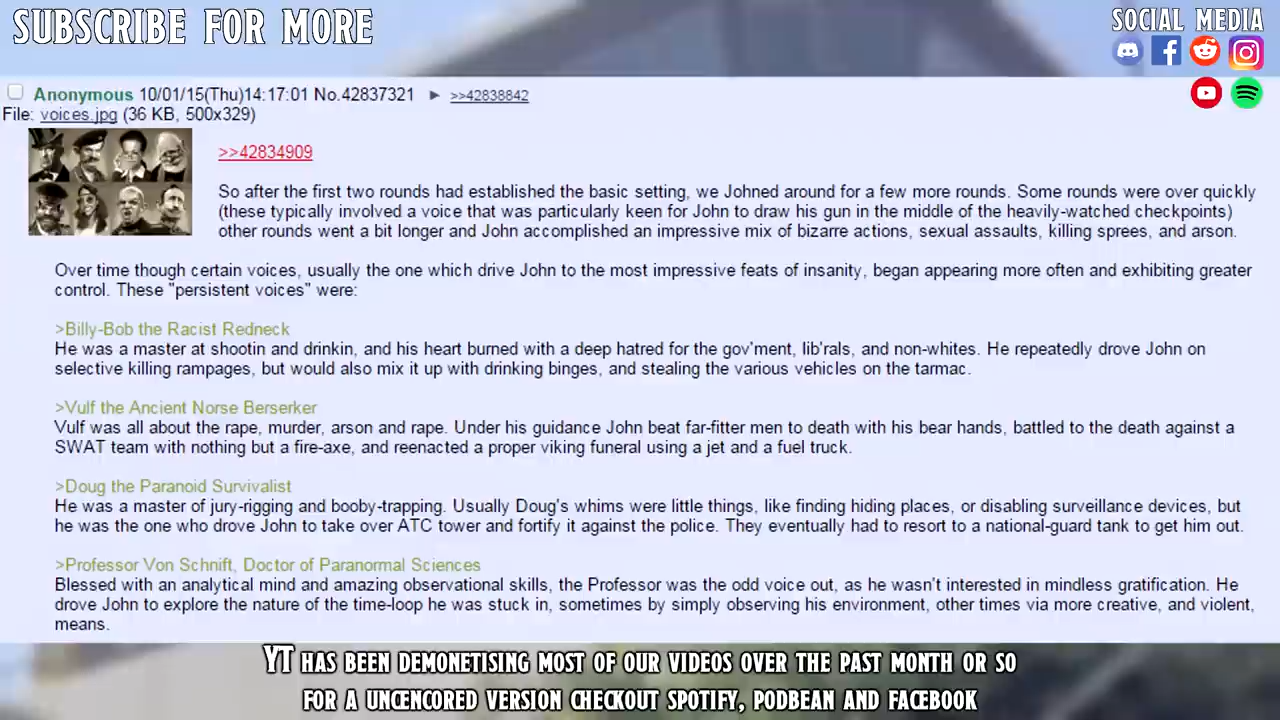 SUBSCRIBE FOR MORE
SOCIAL MEDIA
Anonymous 10/01/15(Thu)14:17:01 No.42837321 ► >>42838842
File: voices.jpg (36 KB, 500x329)
>>42834909
So after the first two rounds had established the basic setting, we Johned around for a few more rounds. Some rounds were over quickly
(these typically involved a voice that was particularly keen for John to draw his gun in the middle of the heavily-watched checkpoints)
other rounds went a bit longer and John accomplished an impressive mix of bizarre actions, sexual assaults, killing sprees, and arson.
Over time though certain voices, usually the one which drive John to the most impressive feats of insanity, began appearing more often and exhibiting greater
control. These "persistent voices" were:
>Billy-Bob the Racist Redneck
He was a master at shootin and drinkin, and his heart burned with a deep hatred for the gov'ment, lib'rals, and non-whites. He repeatedly drove John on
selective killing rampages, but would also mix it up with drinking binges, and stealing the various vehicles on the tarmac.
>Vulf the Ancient Norse Berserker
Vulf was all about the rape, murder, arson and rape. Under his guidance John beat far-fitter men to death with his bear hands, battled to the death against a
SWAT team with nothing but a fire-axe, and reenacted a proper viking funeral using a jet and a fuel truck.
>Doug the Paranoid Survivalist
He was a master of jury-rigging and booby-trapping. Usually Doug's whims were little things, like finding hiding places, or disabling surveillance devices, but
he was the one who drove John to take over ATC tower and fortify it against the police. They eventually had to resort to a national-guard tank to get him out.
>Professor Von Schnift, Doctor of Paranormal Sciences
Blessed with an analytical mind and amazing observational skills, the Professor was the odd voice out, as he wasn't interested in mindless gratification. He
drove John to explore the nature of the time-loop he was stuck in, sometimes by simply observing his environment, other times via more creative, and violent,
means.
YT HAS BEEN DEMONETISING MOST OF OUR VIDEOS OVER THE PAST MONTH OR SO
FOR A UNCENCORED VERSION CHECKOUT SPOTIFY, PODBEAN AND FACEBOOK